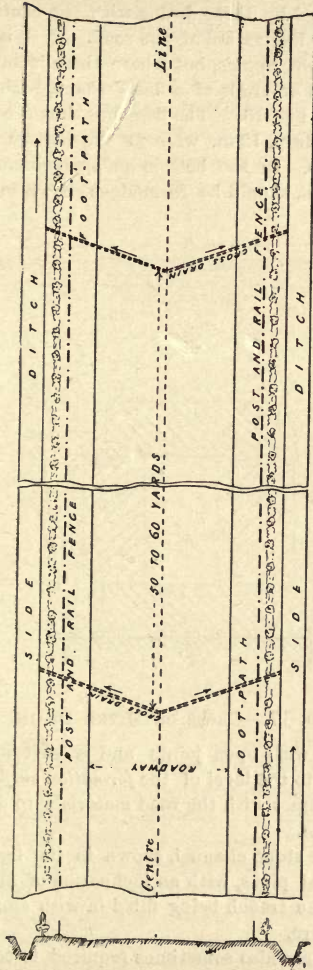 SIDE DITCH
POST AND RAIL FENCE
FOOT-PATH
CROSS DRAIN
Centre 50 TO 60 YARDS Line
ROADWAY
CROSS DRAIN
FOOT-PATH POST AND RAIL FENCE
SIDE DITCH